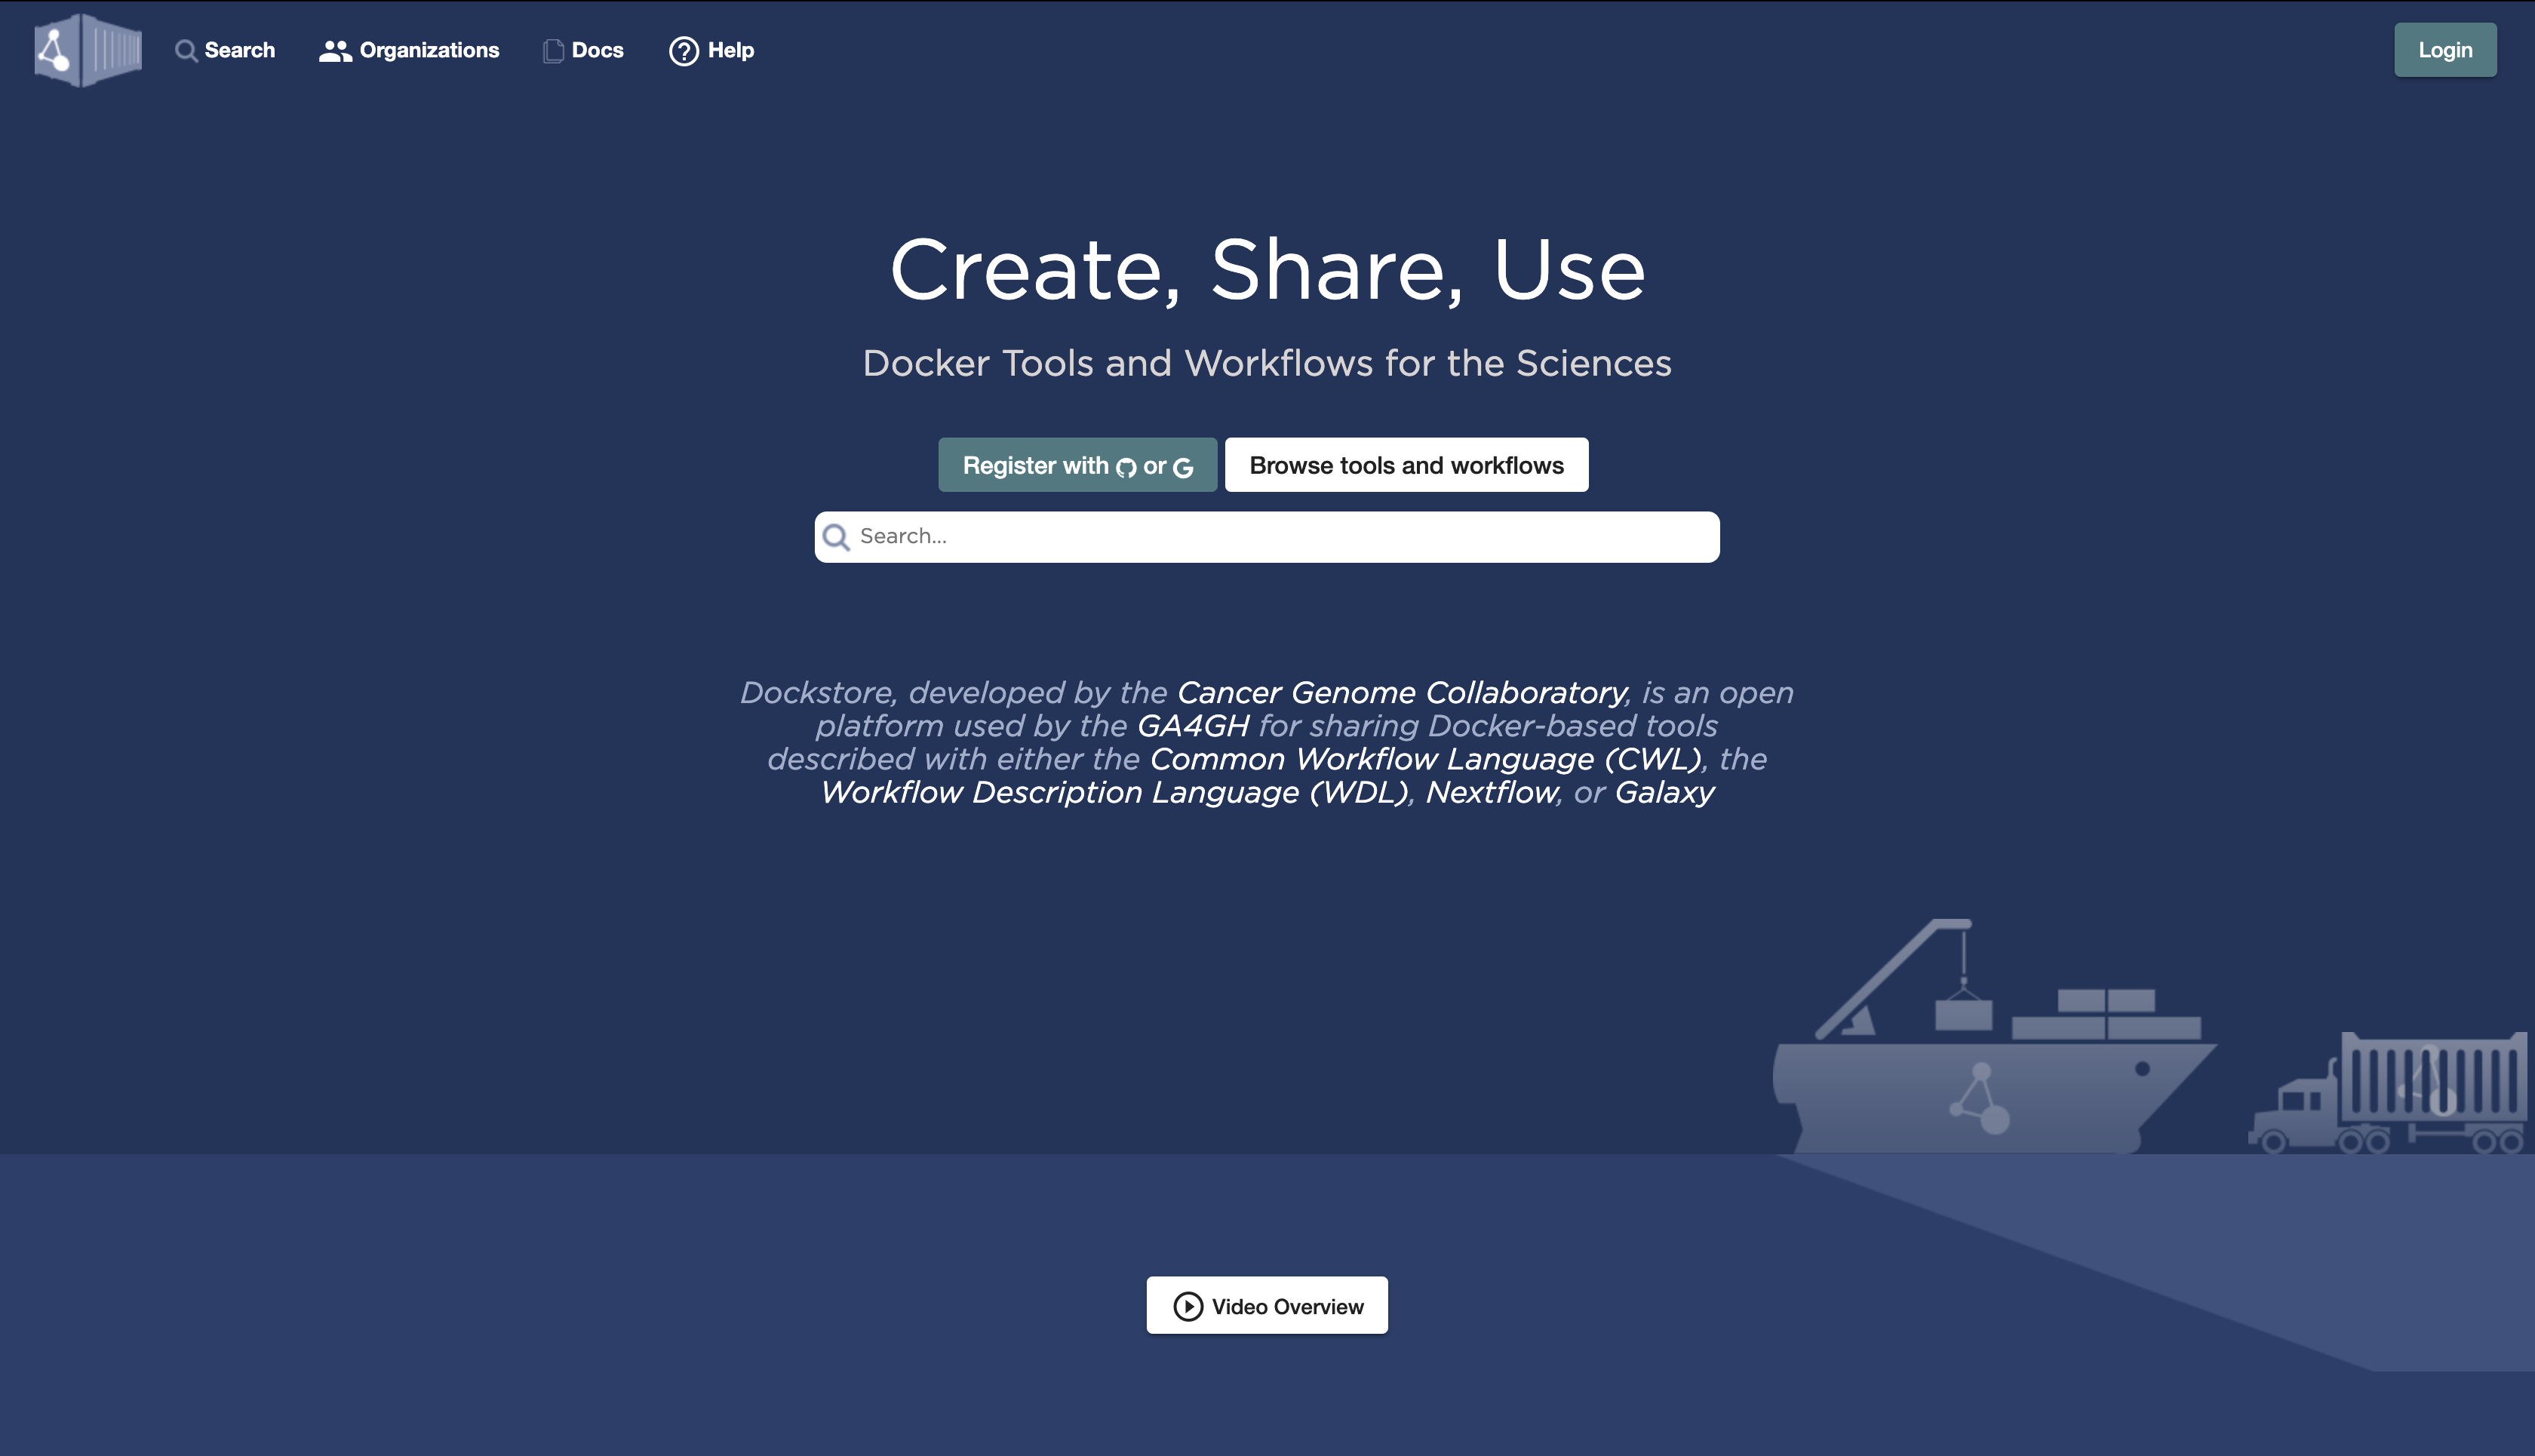 Search
Organizations
Docs
Help
Login
Create, Share, Use
Docker Tools and Workflows for the Sciences
Register with or
Browse tools and workflows
Search...
Dockstore, developed by the Cancer Genome Collaboratory, is an open
platform used by the GA4GH for sharing Docker-based tools
described with either the Common Workflow Language (CWL), the
Workflow Description Language (WDL), Nextflow, or Galaxy
Video Overview